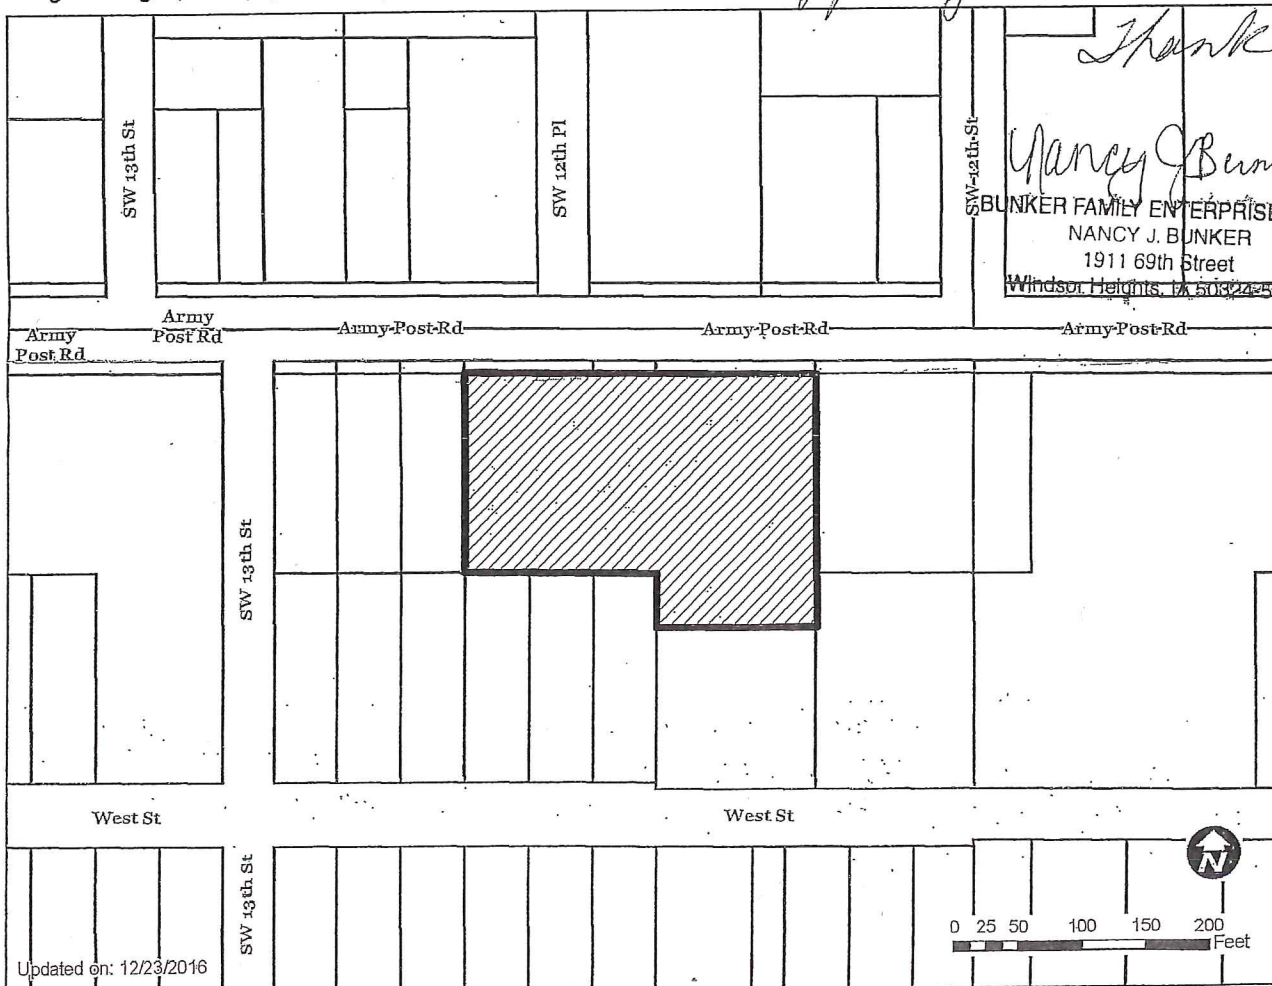 Thank
SW 13th St
SW 12th Pl
SW 12th St
Nancy J Bun
BUNKER FAMILY ENTERPRISE
NANCY J. BUNKER
1911 69th Street
Windsor Heights, IA 50324-5
Army
Post Rd
Army
Post Rd
Army Post Rd
Army Post Rd
Army Post Rd
SW 13th St
West St
West St
SW 13th St
N
0 25 50 100 150 200
Feet
Updated on: 12/23/2016